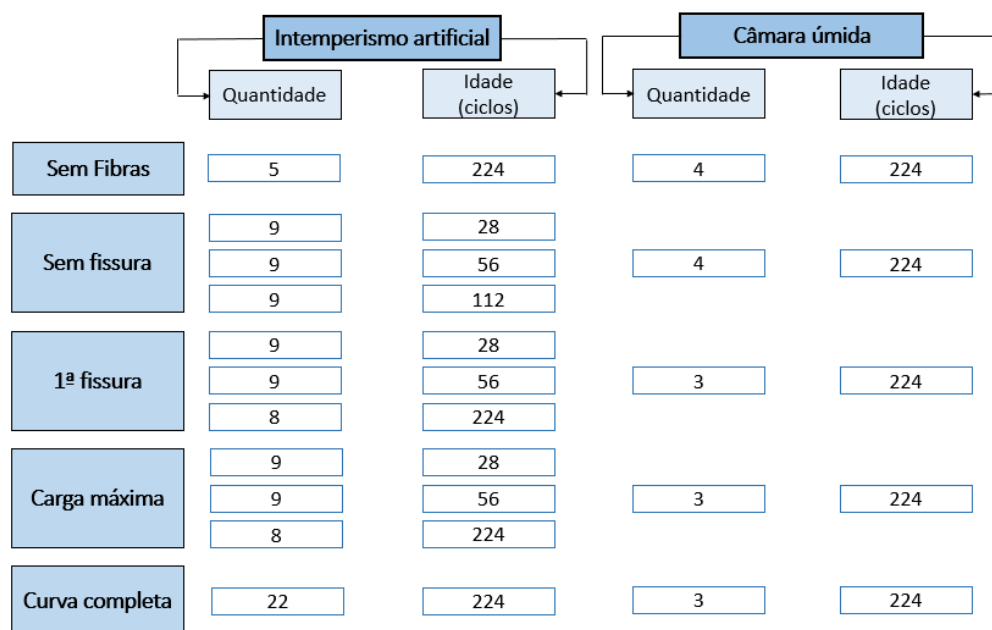 Intemperismo artificial Câmara úmida
Quantidade Idade (ciclos) Quantidade Idade (ciclos)
Sem Fibras 5 224 4 224
9 28
Sem fissura 9 56 4 224
9 112
9 28
1ª fissura 9 56 3 224
8 224
9 28
Carga máxima 9 56 3 224
8 224
Curva completa 22 224 3 224